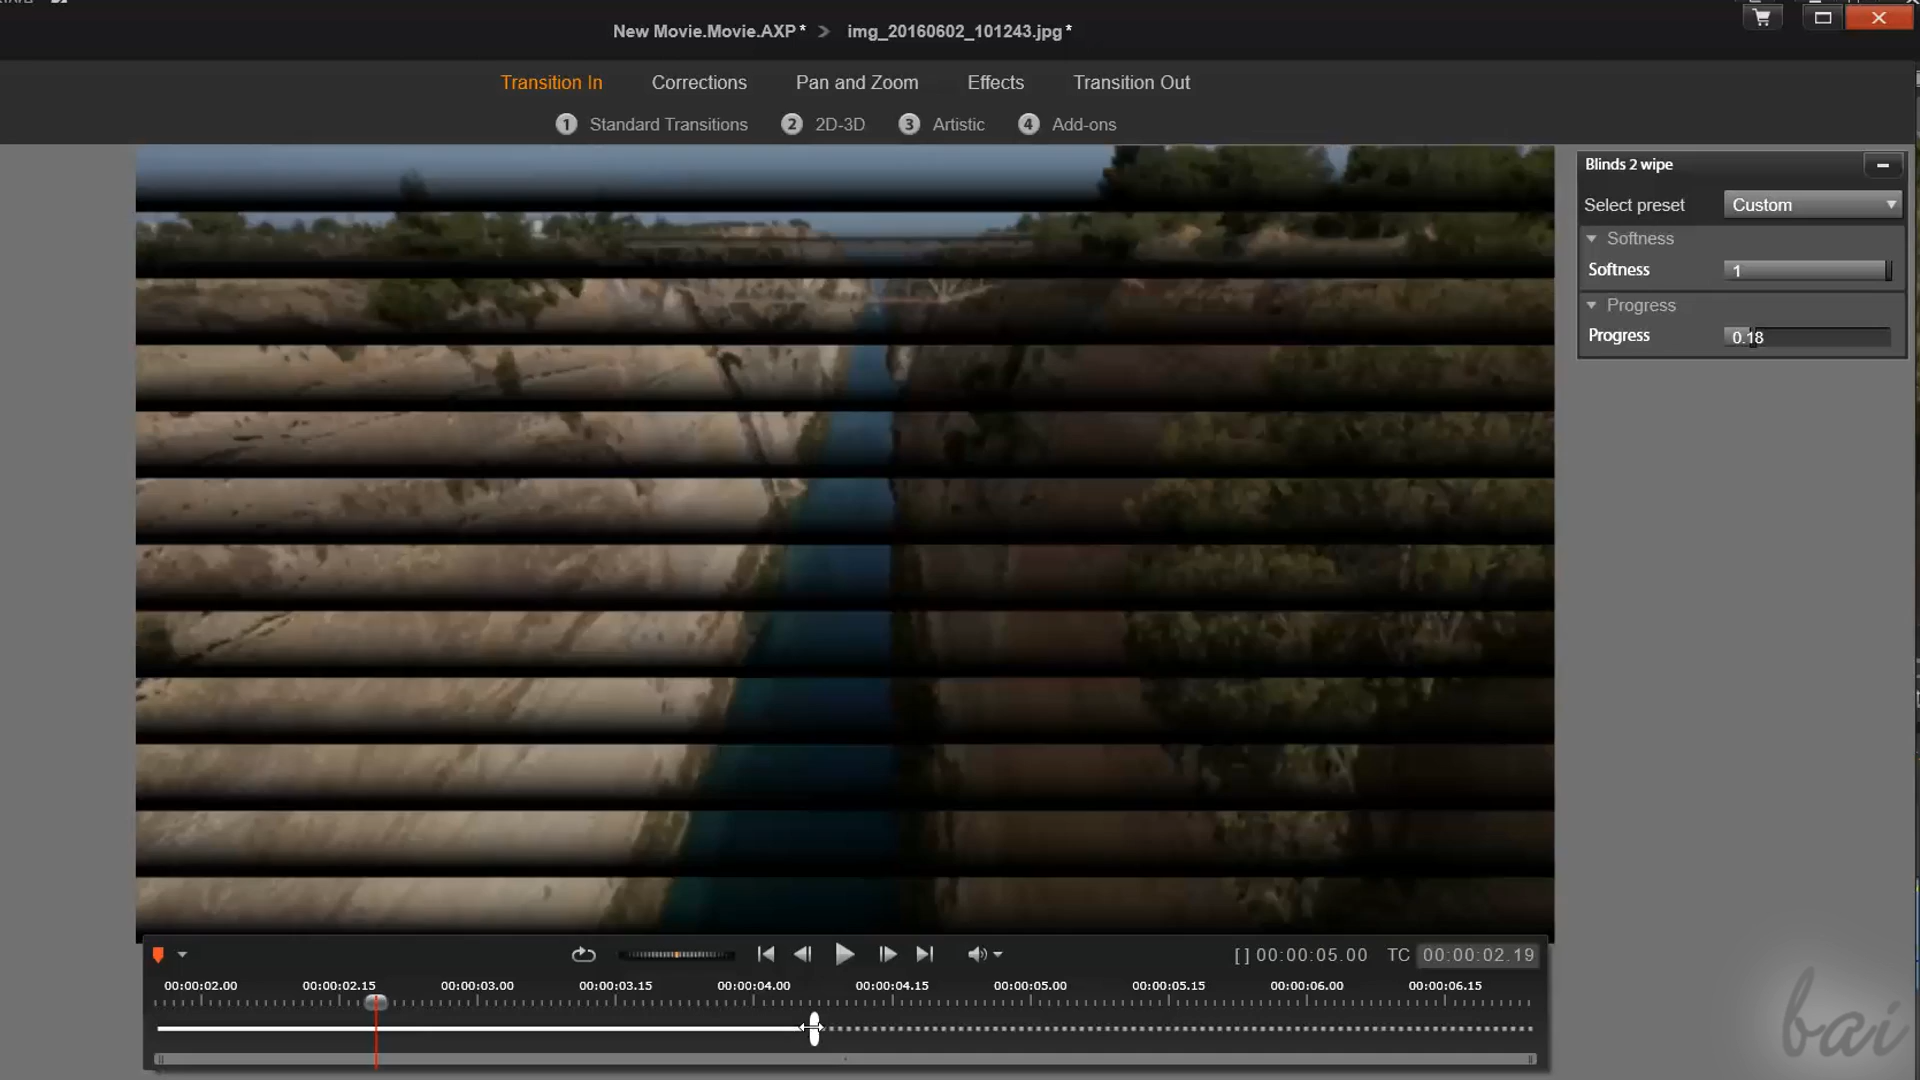 New Movie.Movie.AXP * > img_20160602_101243.jpg *
Transition In Corrections Pan and Zoom Effects Transition Out
1 Standard Transitions 2 2D-3D 3 Artistic 4 Add-ons
Blinds 2 wipe
Select preset Custom
Softness
Softness 1
Progress
Progress 0.18
[ ] 00:00:05.00 TC 00:00:02.19
00:00:02.00 00:00:02.15 00:00:03.00 00:00:03.15 00:00:04.00 00:00:04.15 00:00:05.00 00:00:05.15 00:00:06.00 00:00:06.15
bai